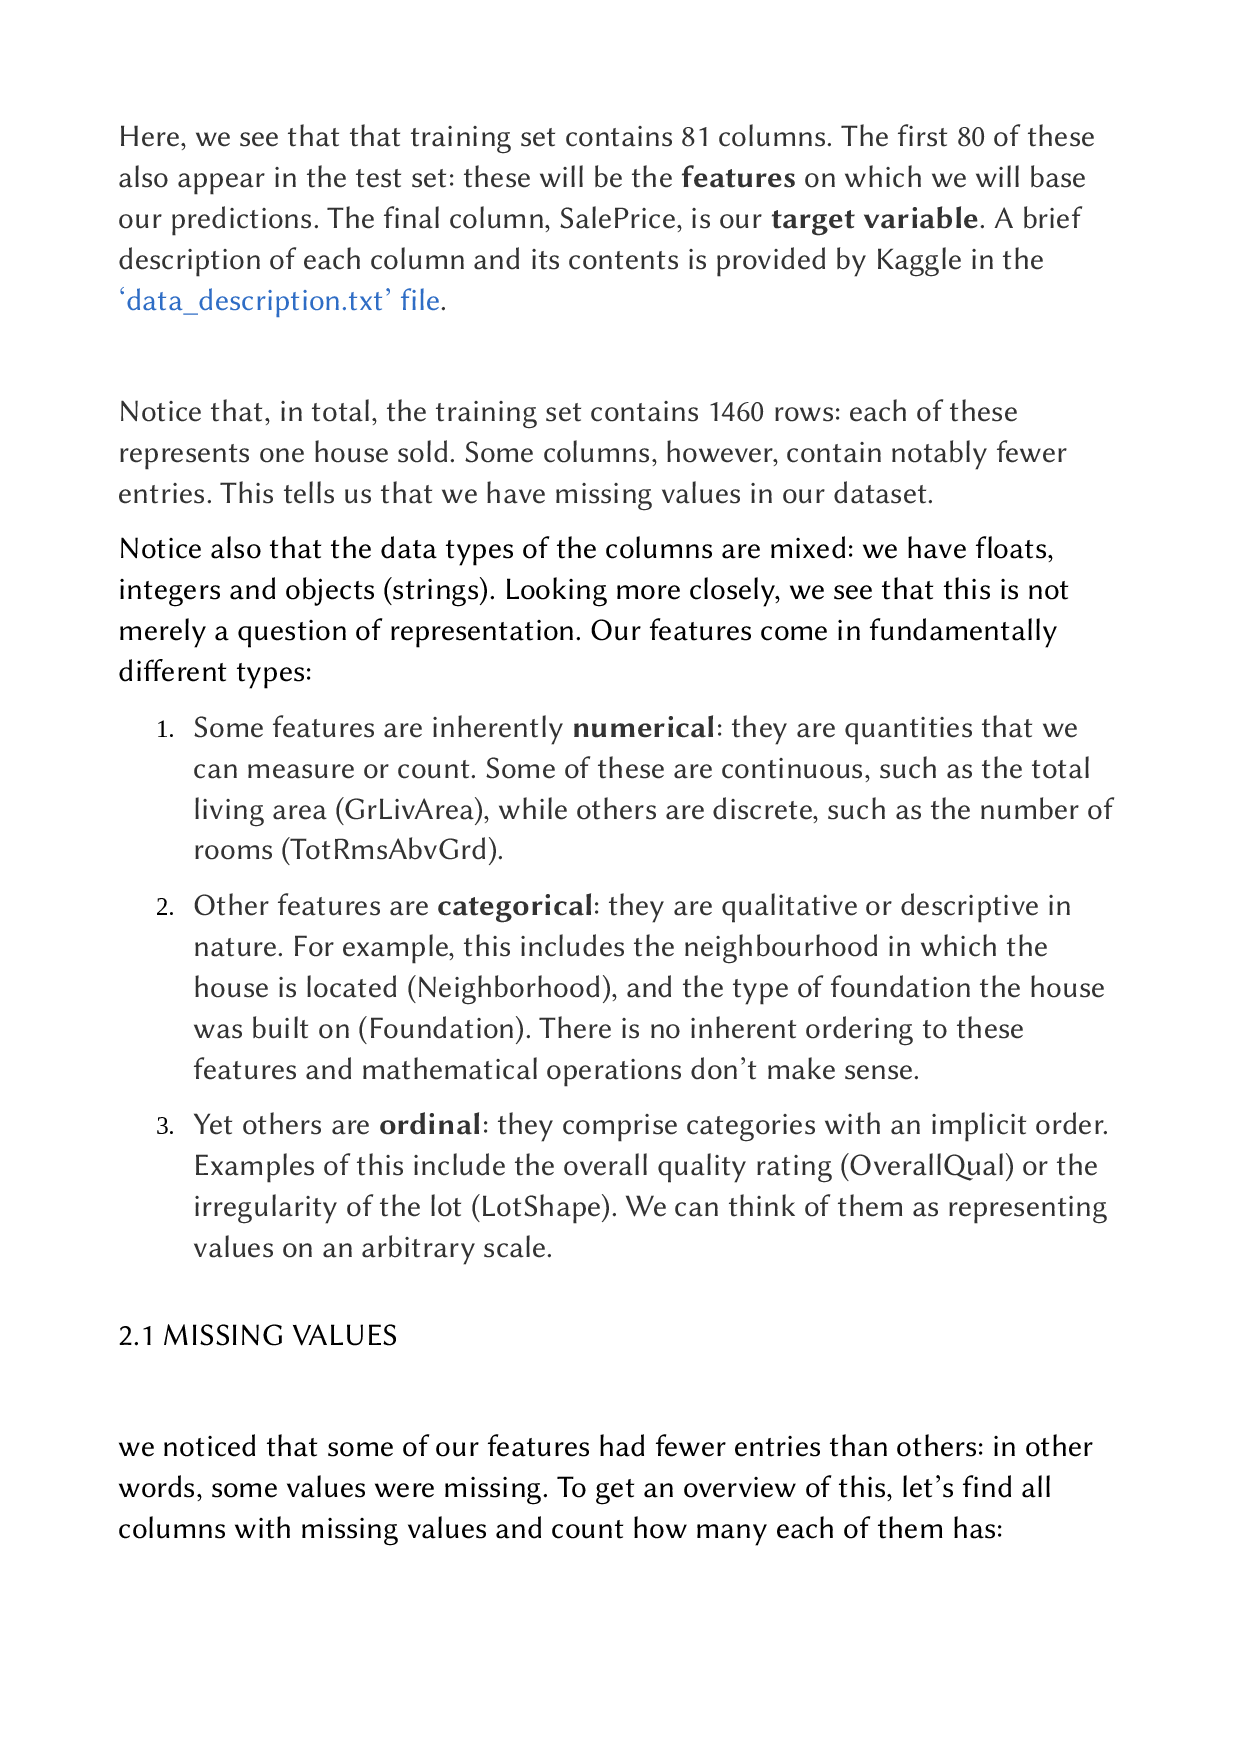 Here, we see that that training set contains 81 columns. The first 80 of these
also appear in the test set: these will be the features on which we will base
our predictions. The final column, SalePrice, is our target variable. A brief
description of each column and its contents is provided by Kaggle in the
‘data_description.txt’ file.
Notice that, in total, the training set contains 1460 rows: each of these
represents one house sold. Some columns, however, contain notably fewer
entries. This tells us that we have missing values in our dataset.
Notice also that the data types of the columns are mixed: we have floats,
integers and objects (strings). Looking more closely, we see that this is not
merely a question of representation. Our features come in fundamentally
different types:
1. Some features are inherently numerical: they are quantities that we
can measure or count. Some of these are continuous, such as the total
living area (GrLivArea), while others are discrete, such as the number of
rooms (TotRmsAbvGrd).
2. Other features are categorical: they are qualitative or descriptive in
nature. For example, this includes the neighbourhood in which the
house is located (Neighborhood), and the type of foundation the house
was built on (Foundation). There is no inherent ordering to these
features and mathematical operations don’t make sense.
3. Yet others are ordinal: they comprise categories with an implicit order.
Examples of this include the overall quality rating (OverallQual) or the
irregularity of the lot (LotShape). We can think of them as representing
values on an arbitrary scale.
2.1 MISSING VALUES
we noticed that some of our features had fewer entries than others: in other
words, some values were missing. To get an overview of this, let’s find all
columns with missing values and count how many each of them has: